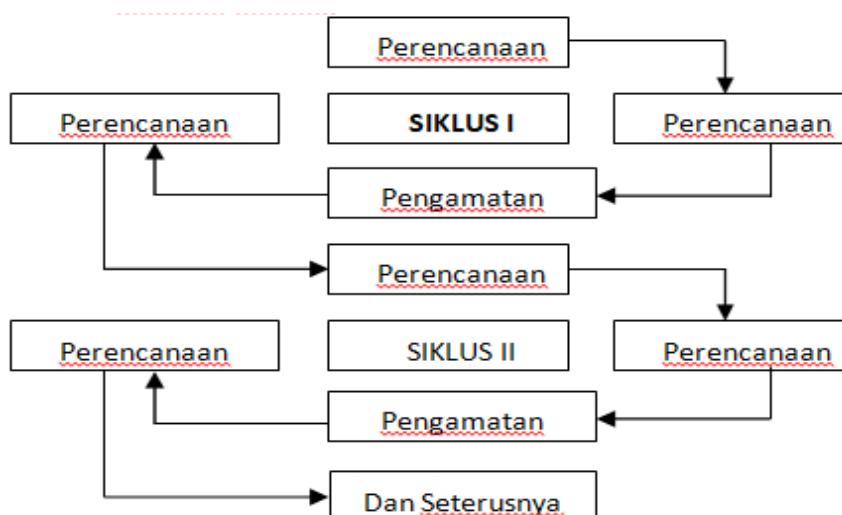 Perencanaan
Perencanaan
SIKLUS I
Perencanaan
Pengamatan
Perencanaan
Perencanaan
SIKLUS II
Perencanaan
Pengamatan
Dan Seterusnya